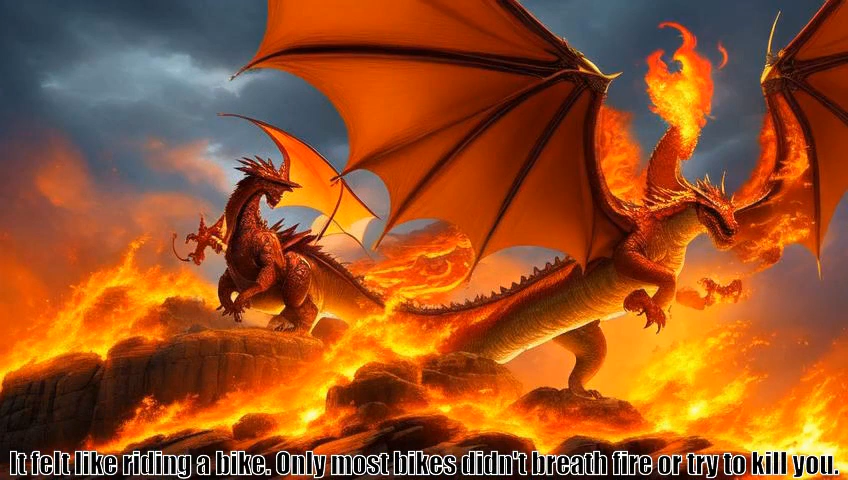 It felt like riding a bike. Only most bikes didn't breath fire or try to kill you.